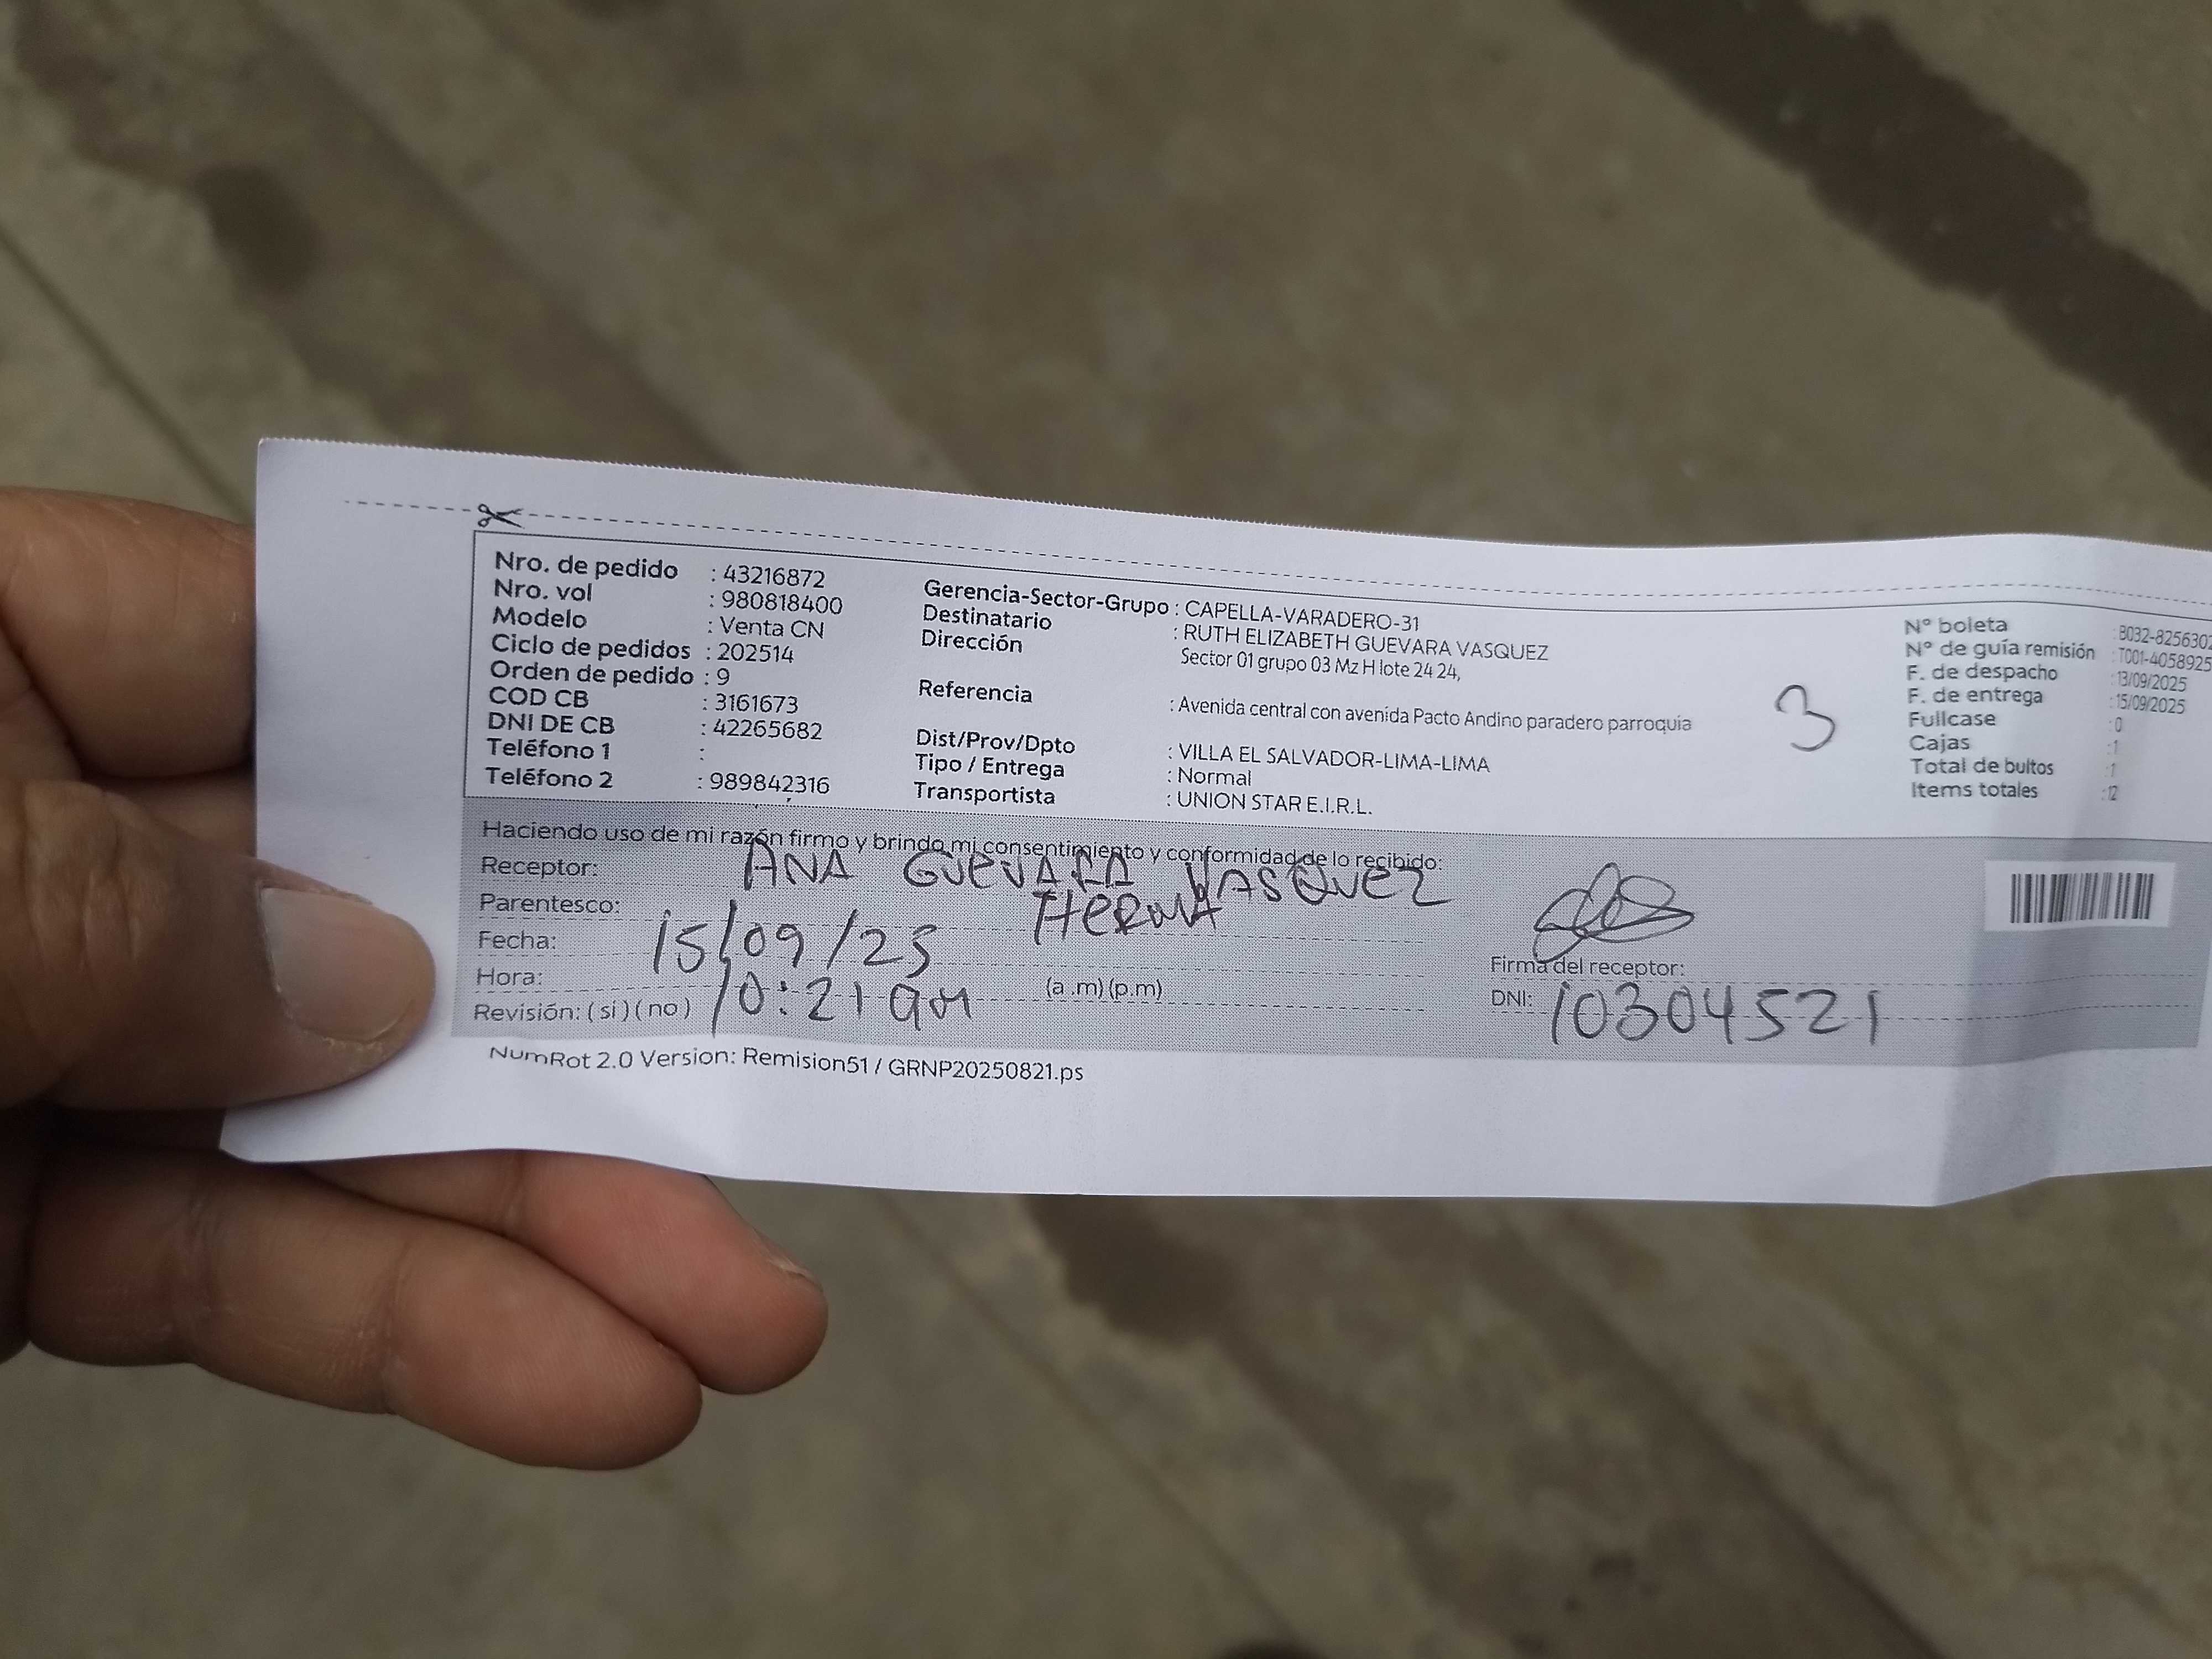 Nro. de pedido : 43216872
Nro. vol : 980818400
Modelo : Venta CN
Ciclo de pedidos : 202514
Orden de pedido : 9
COD CB : 3161673
DNI DE CB : 42265682
Teléfono 1 :
Teléfono 2 : 989842316
Gerencia-Sector-Grupo : CAPELLA-VARADERO-31
Destinatario : RUTH ELIZABETH GUEVARA VASQUEZ
Dirección Sector 01 grupo 03 Mz H lote 24 24,
Referencia : Avenida central con avenida Pacto Andino paradero parroquia
Dist/Prov/Dpto : VILLA EL SALVADOR-LIMA-LIMA
Tipo / Entrega : Normal
Transportista : UNION STAR E.I.R.L.
3
N° boleta : B032-8256302
N° de guía remisión : T001-4058925
F. de despacho : 13/09/2025
F. de entrega : 15/09/2025
Fullcase : 0
Cajas : 1
Total de bultos : 1
Items totales : 12
Haciendo uso de mi razón firmo y brindo mi consentimiento y conformidad de lo recibido:
Receptor: ANA GUEVARA VASQUEZ
Parentesco: HERMA
Fecha: 15/09/25
Hora: 10:21 am (a .m) (p.m)
Revisión: ( si ) ( no )
Firma del receptor:
DNI: 10304521
NumRot 2.0 Version: Remision51 / GRNP20250821.ps